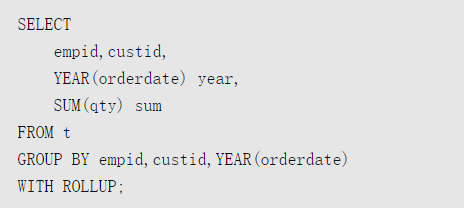 SELECT
empid,custid,
YEAR(orderdate) year,
SUM(qty) sum
FROM t
GROUP BY empid,custid,YEAR(orderdate)
WITH ROLLUP;